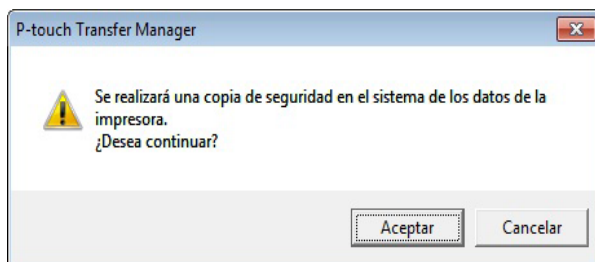 P-touch Transfer Manager
Se realizará una copia de seguridad en el sistema de los datos de la
impresora.
¿Desea continuar?
Aceptar
Cancelar